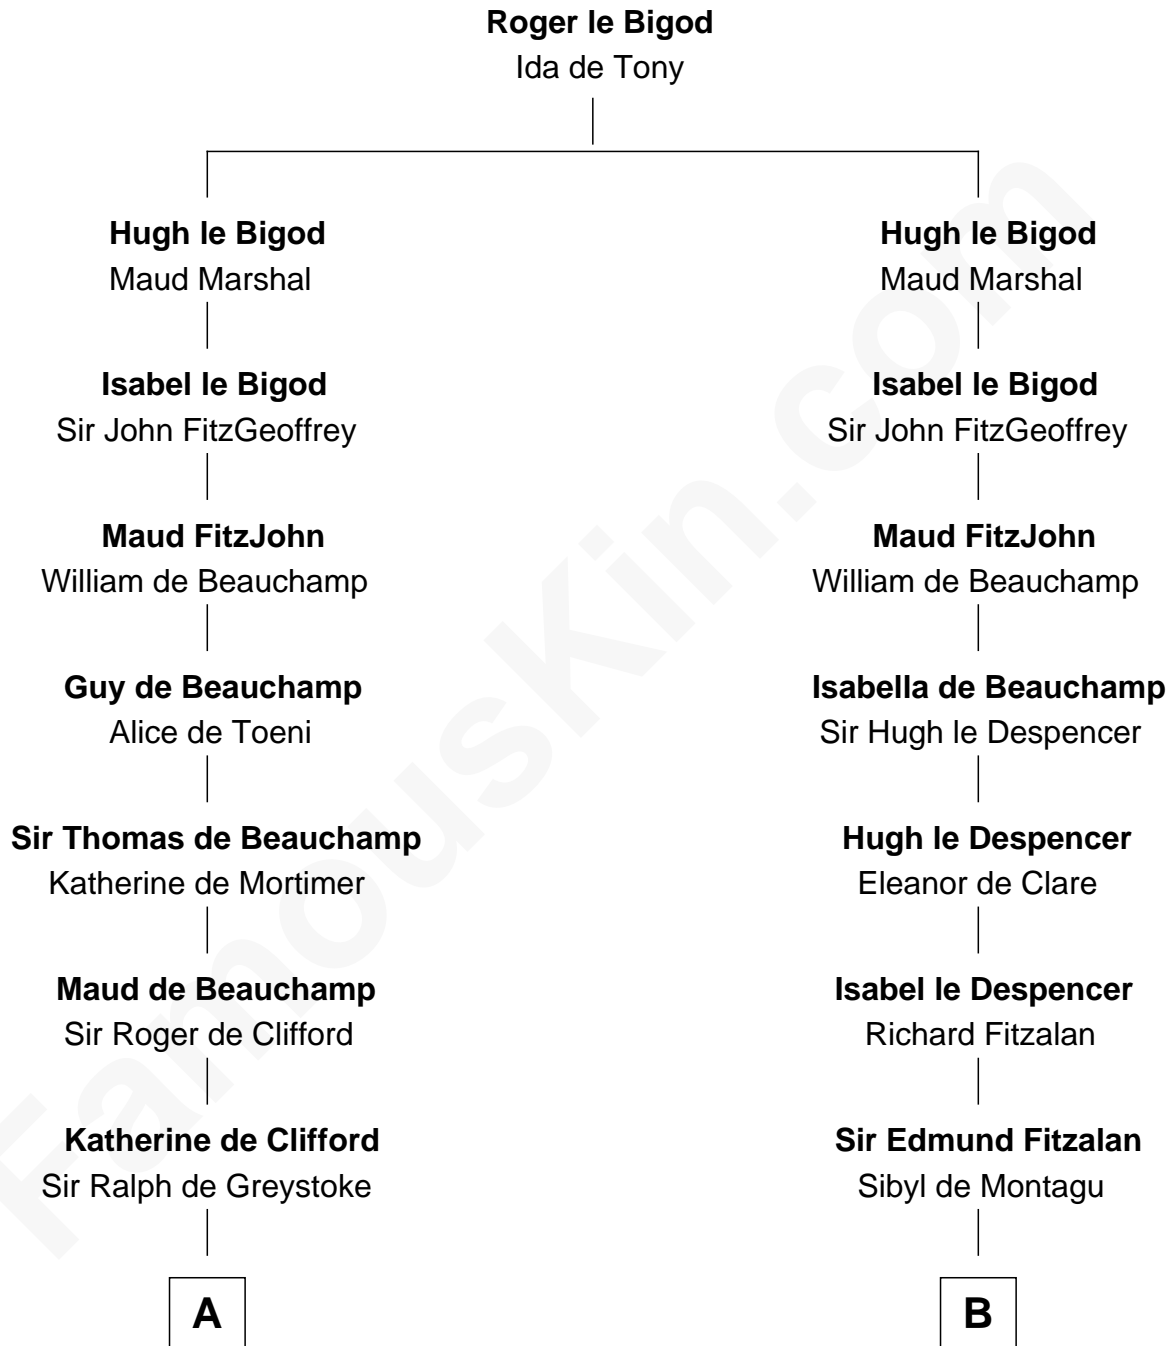 Roger le Bigod
Ida de Tony
Hugh le Bigod
Maud Marshal
Hugh le Bigod
Maud Marshal
Isabel le Bigod
Sir John FitzGeoffrey
Isabel le Bigod
Sir John FitzGeoffrey
Maud FitzJohn
William de Beauchamp
Maud FitzJohn
William de Beauchamp
Guy de Beauchamp
Alice de Toeni
Isabella de Beauchamp
Sir Hugh le Despencer
Sir Thomas de Beauchamp
Katherine de Mortimer
Hugh le Despencer
Eleanor de Clare
Maud de Beauchamp
Sir Roger de Clifford
Isabel le Despencer
Richard Fitzalan
Katherine de Clifford
Sir Ralph de Greystoke
Sir Edmund Fitzalan
Sibyl de Montagu
A
B
FamousKin.com